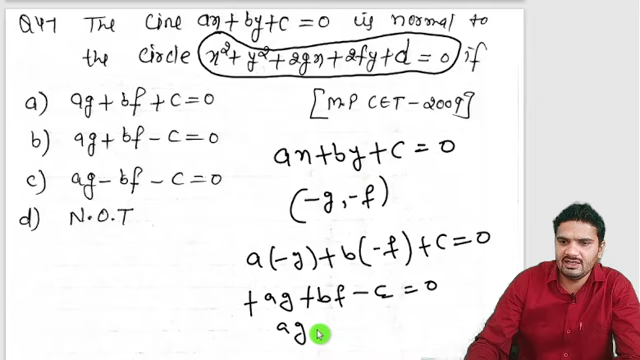 Q47 The line ax+by+c=0 is normal to
the circle x²+y²+2gx+2fy+d=0 if
[MP CET-2009]
a) ag+bf+c=0
b) ag+bf-c=0
c) ag-bf-c=0
d) N.O.T
ax+by+c=0
(-g,-f)
a(-g)+b(-f)+c=0
+ag+bf-c=0
ag